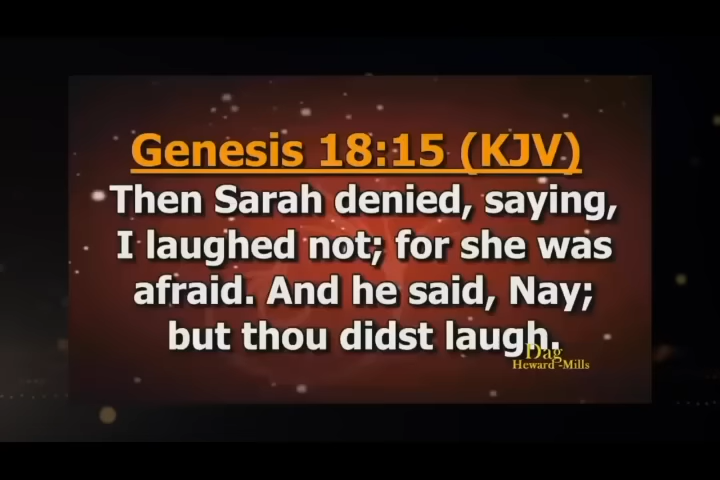 Genesis 18:15 (KJV)
Then Sarah denied, saying,
I laughed not; for she was
afraid. And he said, Nay;
but thou didst laugh.
Dag
Heward-Mills